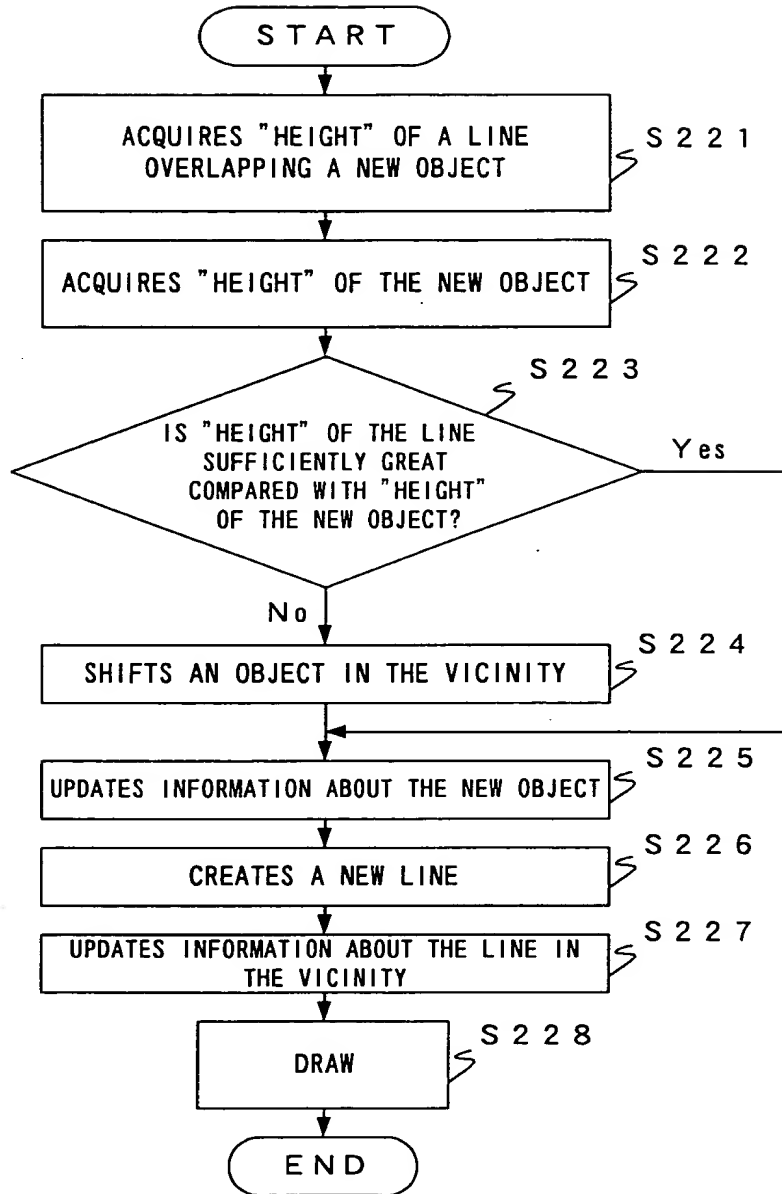 START
ACQUIRES "HEIGHT" OF A LINE
OVERLAPPING A NEW OBJECT
S221
ACQUIRES "HEIGHT" OF THE NEW OBJECT
S222
S223
IS "HEIGHT" OF THE LINE
SUFFICIENTLY GREAT
COMPARED WITH "HEIGHT"
OF THE NEW OBJECT?
Yes
No
SHIFTS AN OBJECT IN THE VICINITY
S224
UPDATES INFORMATION ABOUT THE NEW OBJECT
S225
CREATES A NEW LINE
S226
UPDATES INFORMATION ABOUT THE LINE IN
THE VICINITY
S227
DRAW
S228
END